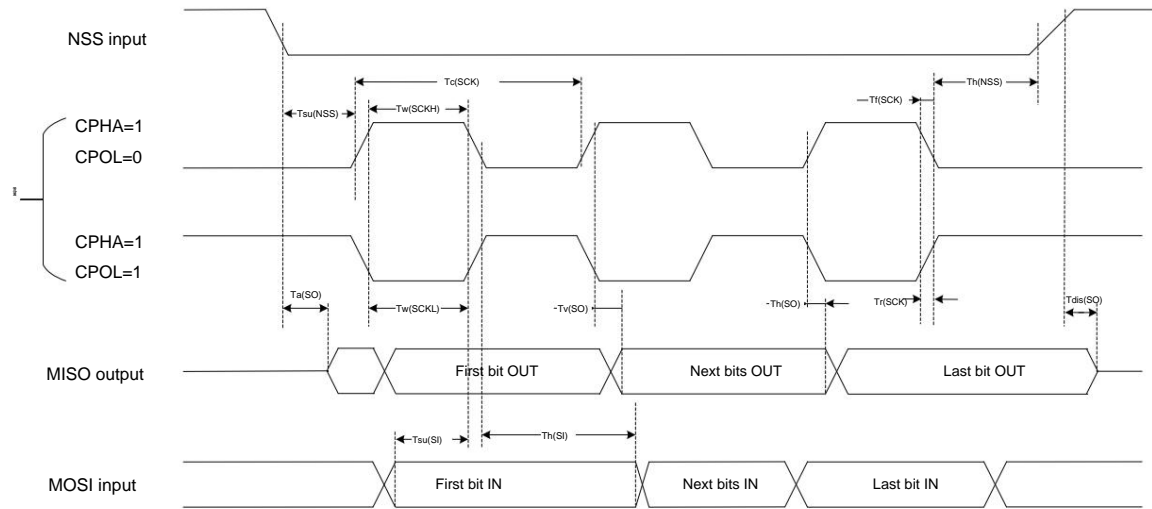 NSS input
Tc(SCK)
Th(NSS)
Tsu(NSS)
Tw(SCKH)
Tf(SCK)
CPHA=1
CPOL=0
CPHA=1
CPOL=1
Ta(SO)
Tw(SCKL)
Tv(SO)
Th(SO)
Tr(SCK)
Tdis(SO)
MISO output
First bit OUT
Next bits OUT
Last bit OUT
Tsu(SI)
Th(SI)
MOSI input
First bit IN
Next bits IN
Last bit IN